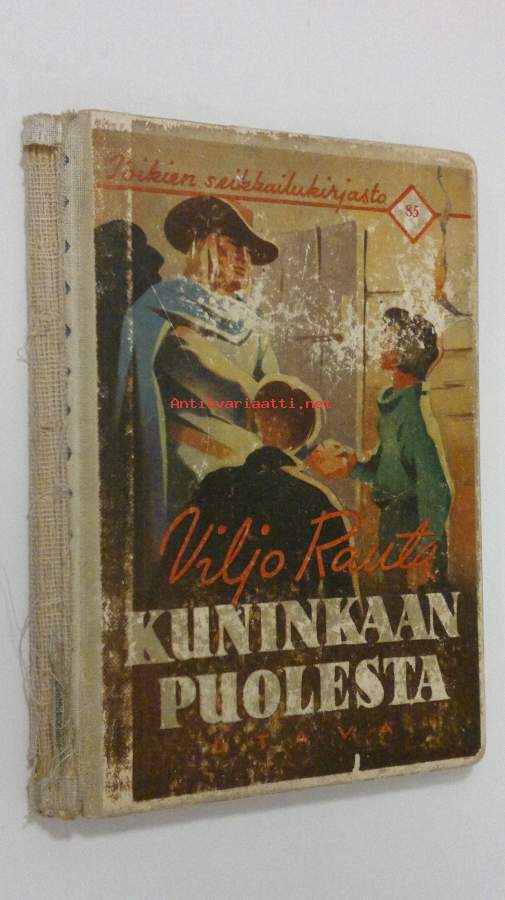 Poikien seikkailukirjasto
85
Antikvariaatti.net
Viljo Rauta
KUNINKAAN
PUOLESTA
OTAVA